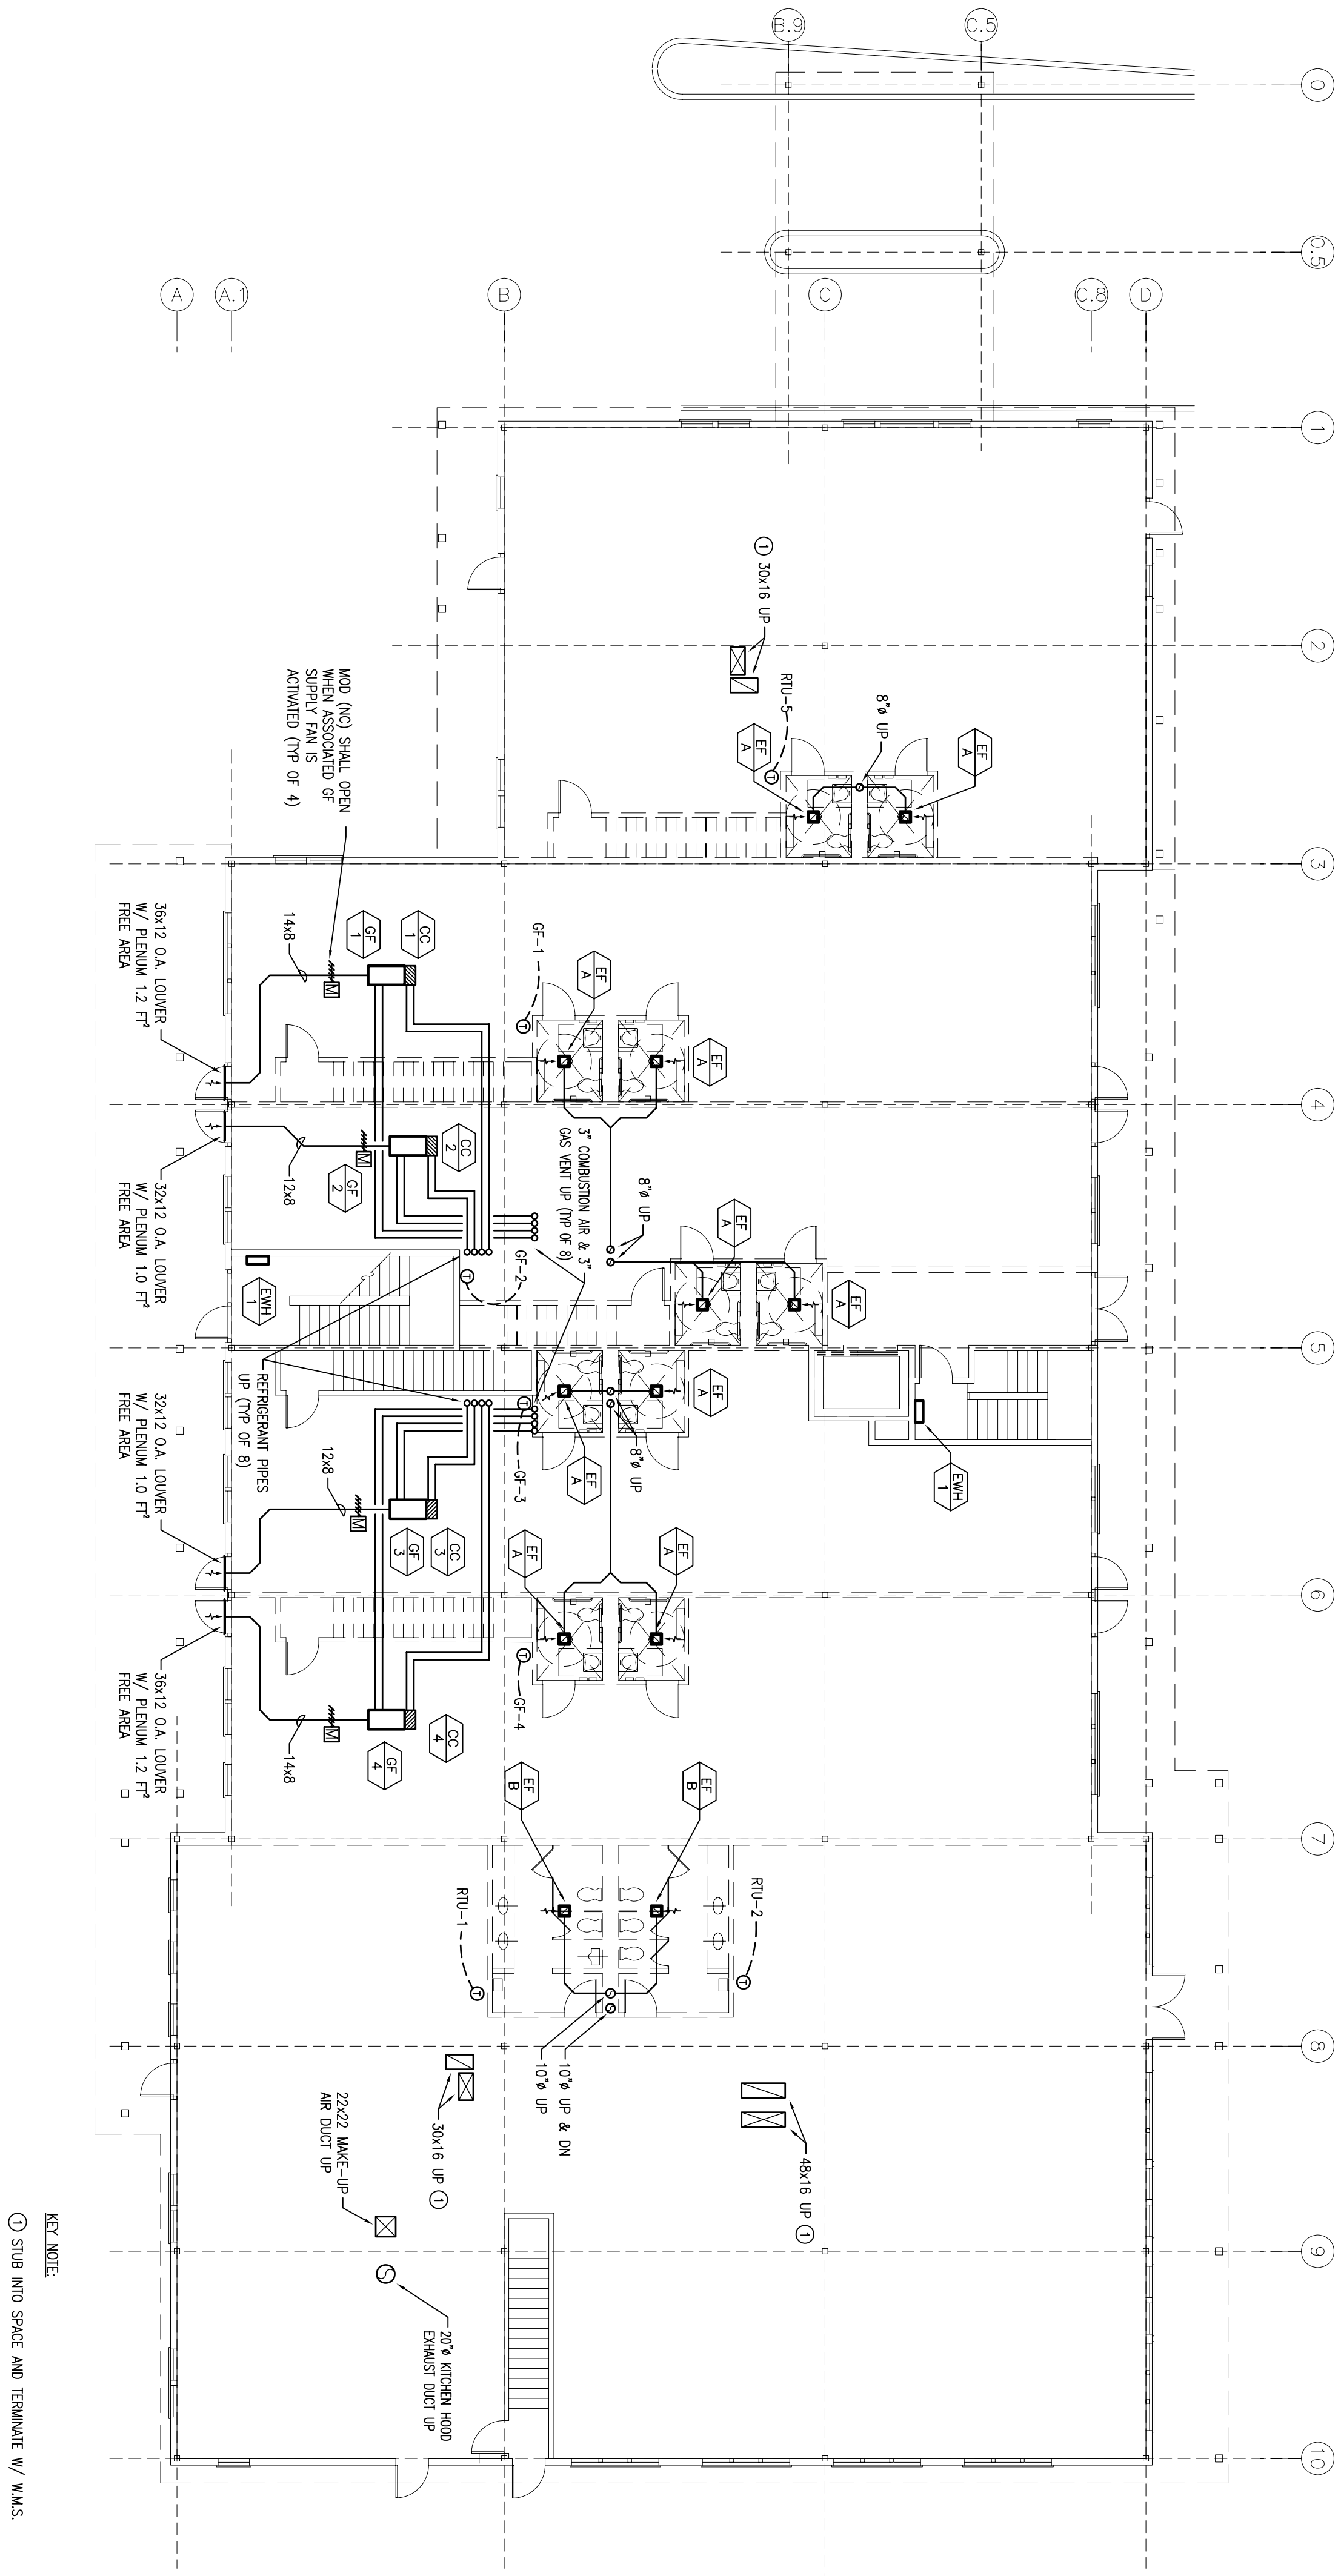 0
0.5
1
2
3
4
5
6
7
8
9
10
B.9
C.5
A
A.1
B
C
C.8
D
1 30x16 UP
RTU-5
8"ø UP
EF
A
EF
A
MOD (NC) SHALL OPEN
WHEN ASSOCIATED GF
SUPPLY FAN IS
ACTIVATED (TYP OF 4)
T
36x12 O.A. LOUVER
W/ PLENUM 1.2 FT²
FREE AREA
14x8
GF
1
CC
1
M
GF-1
T
EF
A
EF
A
32x12 O.A. LOUVER
W/ PLENUM 1.0 FT²
FREE AREA
12x8
M
GF
2
CC
2
3" COMBUSTION AIR & 3"
GAS VENT UP (TYP OF 8)
8"ø UP
EF
A
EF
A
GF-2
T
EWH
1
REFRIGERANT PIPES
UP (TYP OF 8)
T
GF-3
EF
A
EF
A
8"ø UP
EWH
1
32x12 O.A. LOUVER
W/ PLENUM 1.0 FT²
FREE AREA
12x8
M
GF
3
CC
3
EF
A
EF
A
36x12 O.A. LOUVER
W/ PLENUM 1.2 FT²
FREE AREA
14x8
M
GF
4
CC
4
T
GF-4
EF
B
EF
B
RTU-1
T
RTU-2
T
10"ø UP & DN
10"ø UP
30x16 UP 1
48x16 UP 1
22x22 MAKE-UP
AIR DUCT UP
20"ø KITCHEN HOOD
EXHAUST DUCT UP
KEY NOTE:
1 STUB INTO SPACE AND TERMINATE W/ W.M.S.